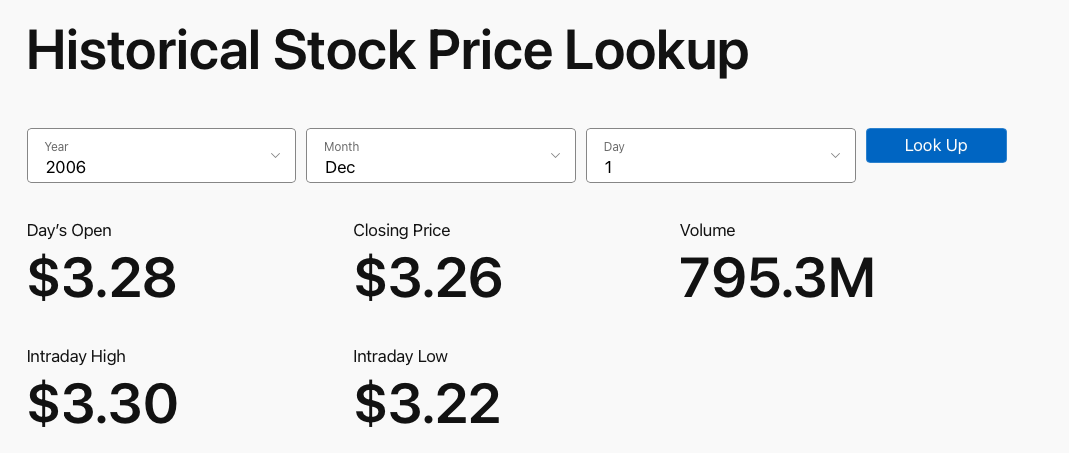 Historical Stock Price Lookup
Year
2006
Month
Dec
Day
1
Look Up
Day's Open
$3.28
Closing Price
$3.26
Volume
795.3M
Intraday High
$3.30
Intraday Low
$3.22